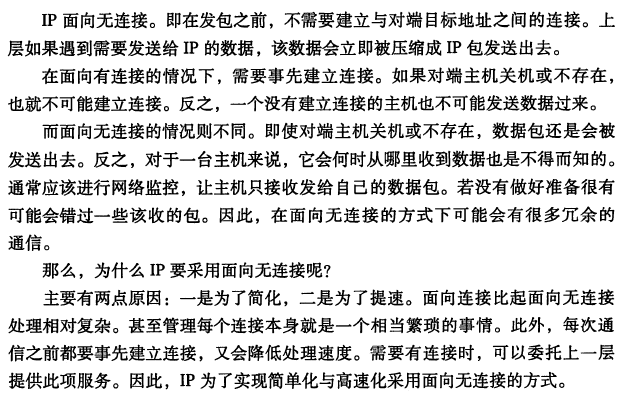 IP 面向无连接。即在发包之前，不需要建立与对端目标地址之间的连接。上
层如果遇到需要发送给 IP 的数据，该数据会立即被压缩成 IP 包发送出去。
在面向有连接的情况下，需要事先建立连接。如果对端主机关机或不存在，
也就不可能建立连接。反之，一个没有建立连接的主机也不可能发送数据过来。
而面向无连接的情况则不同。即使对端主机关机或不存在，数据包还是会被
发送出去。反之，对于一台主机来说，它会何时从哪里收到数据也是不得而知的。
通常应该进行网络监控，让主机只接收发给自己的数据包。若没有做好准备很有
可能会错过一些该收的包。因此，在面向无连接的方式下可能会有很多冗余的
通信。
那么，为什么 IP 要采用面向无连接呢？
主要有两点原因：一是为了简化，二是为了提速。面向连接比起面向无连接
处理相对复杂。甚至管理每个连接本身就是一个相当繁琐的事情。此外，每次通
信之前都要事先建立连接，又会降低处理速度。需要有连接时，可以委托上一层
提供此项服务。因此，IP 为了实现简单化与高速化采用面向无连接的方式。